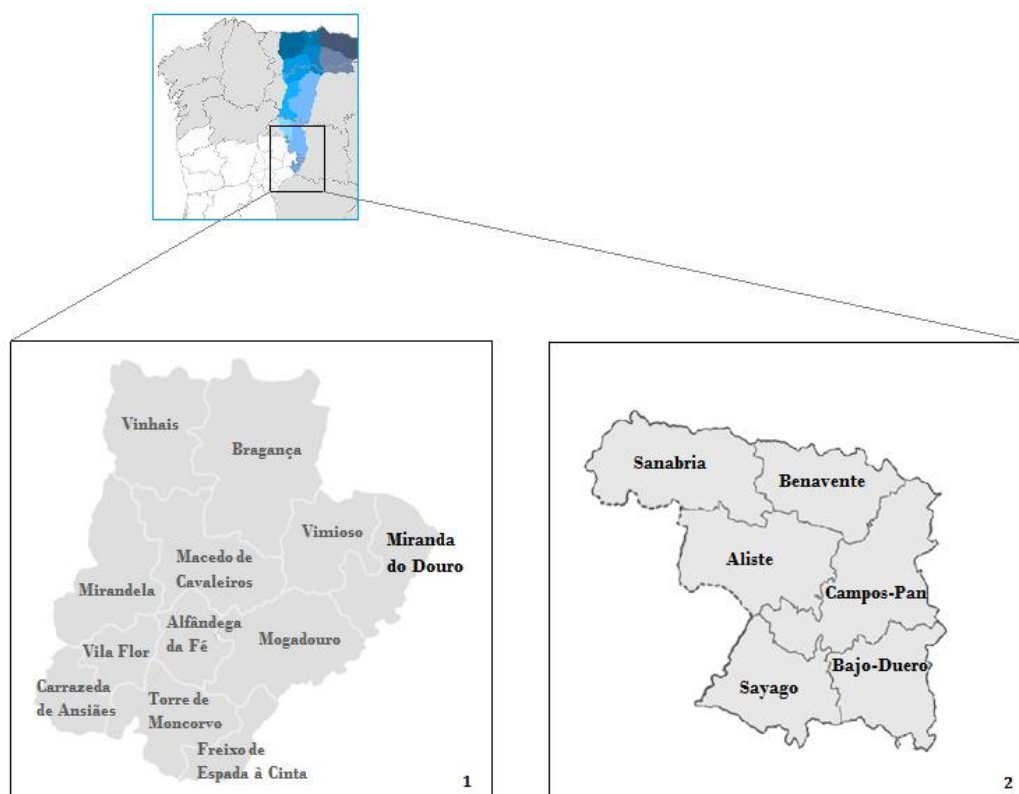 Vinhais
Bragança
Vimioso
Miranda
do Douro
Macedo de
Cavaleiros
Mirandela
Alfândega
da Fé
Mogadouro
Vila Flor
Carrazeda
de Ansiães
Torre de
Moncorvo
Freixo de
Espada à Cinta
1
Sanabria
Benavente
Aliste
Campos-Pan
Bajo-Duero
Sayago
2